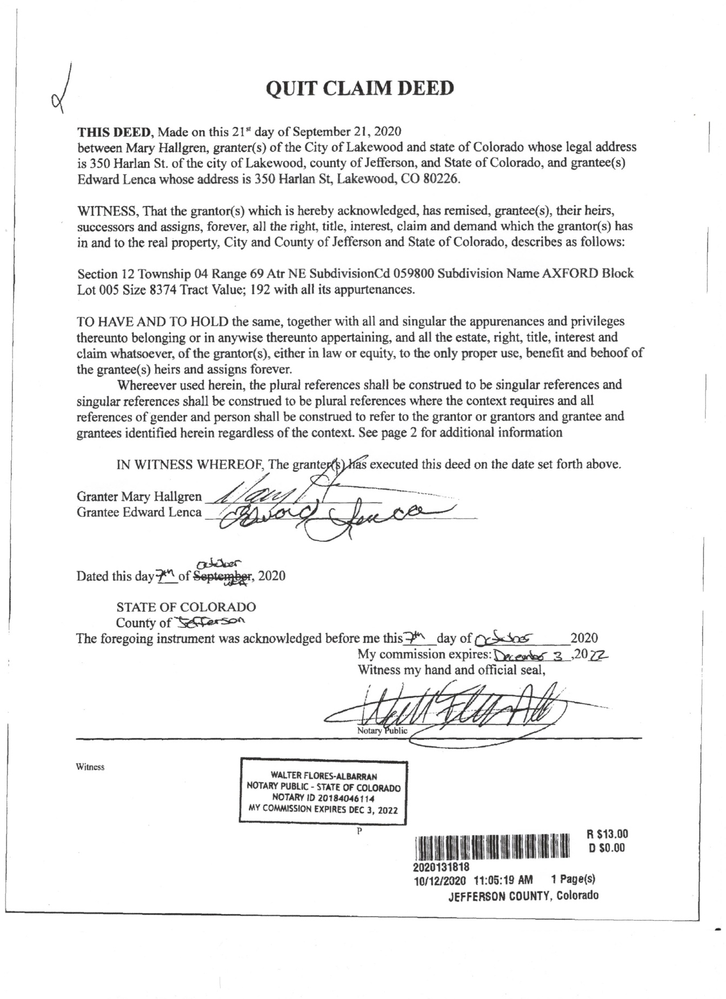 QUIT CLAIM DEED
THIS DEED, Made on this 21st day of September 21, 2020
between Mary Hallgren, granter(s) of the City of Lakewood and state of Colorado whose legal address
is 350 Harlan St. of the city of Lakewood, county of Jefferson, and State of Colorado, and grantee(s)
Edward Lenca whose address is 350 Harlan St, Lakewood, CO 80226.
WITNESS, That the grantor(s) which is hereby acknowledged, has remised, grantee(s), their heirs,
successors and assigns, forever, all the right, title, interest, claim and demand which the grantor(s) has
in and to the real property, City and County of Jefferson and State of Colorado, describes as follows:
Section 12 Township 04 Range 69 Atr NE SubdivisionCd 059800 Subdivision Name AXFORD Block
Lot 005 Size 8374 Tract Value; 192 with all its appurtenances.
TO HAVE AND TO HOLD the same, together with all and singular the appurenances and privileges
thereunto belonging or in anywise thereunto appertaining, and all the estate, right, title, interest and
claim whatsoever, of the grantor(s), either in law or equity, to the only proper use, benefit and behoof of
the grantee(s) heirs and assigns forever.
Whereever used herein, the plural references shall be construed to be singular references and
singular references shall be construed to be plural references where the context requires and all
references of gender and person shall be construed to refer to the grantor or grantors and grantee and
grantees identified herein regardless of the context. See page 2 for additional information
IN WITNESS WHEREOF, The granter(s) has executed this deed on the date set forth above.
Granter Mary Hallgren Mary
Grantee Edward Lenca Edward Lenca
October
Dated this day 7th of September, 2020
STATE OF COLORADO
County of Jefferson
The foregoing instrument was acknowledged before me this 7th day of October 2020
My commission expires: December 3, 2022
Witness my hand and official seal,
Notary Public
Witness
WALTER FLORES-ALBARRAN
NOTARY PUBLIC - STATE OF COLORADO
NOTARY ID 20184046114
MY COMMISSION EXPIRES DEC 3, 2022
P
R $13.00
D $0.00
2020131818
10/12/2020 11:05:19 AM 1 Page(s)
JEFFERSON COUNTY, Colorado